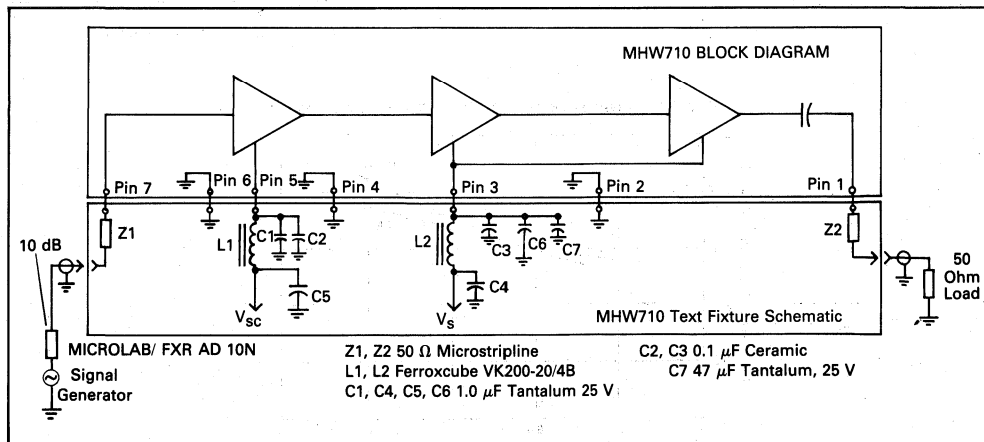 MHW710 BLOCK DIAGRAM
Pin 7
Pin 6
Pin 5
Pin 4
Pin 3
Pin 2
Pin 1
10 dB
Z1
L1
C1
C2
C5
VSC
L2
C3
C6
C7
C4
VS
Z2
50
Ohm
Load
MHW710 Text Fixture Schematic
MICROLAB/ FXR AD 10N
Signal
Generator
Z1, Z2 50 Ω Microstripline
L1, L2 Ferroxcube VK200-20/4B
C1, C4, C5, C6 1.0 μF Tantalum 25 V
C2, C3 0.1 μF Ceramic
C7 47 μF Tantalum, 25 V